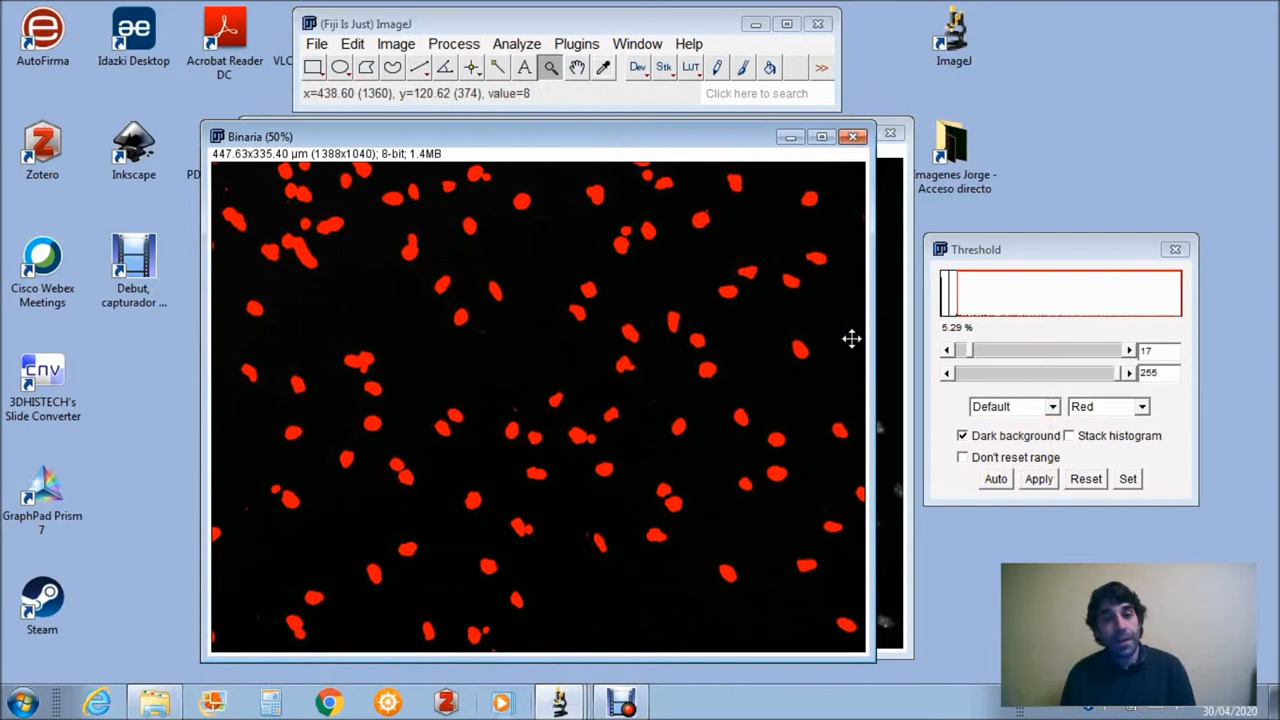 (Fiji Is Just) ImageJ
File Edit Image Process Analyze Plugins Window Help
Dev Stk LUT >>
x=438.60 (1360), y=120.62 (374), value=8
Click here to search
AutoFirma
Idazki Desktop
Acrobat Reader
DC
VLC
Zotero
Inkscape
PD
Cisco Webex
Meetings
Debut,
capturador ...
CNV
3DHISTECH's
Slide Converter
GraphPad Prism
7
Steam
ImageJ
Imagenes Jorge -
Acceso directo
Binaria (50%)
447.63x335.40 µm (1388x1040); 8-bit; 1.4MB
Threshold
5.29 %
17
255
Default
Red
Dark background
Stack histogram
Don't reset range
Auto
Apply
Reset
Set
30/04/2020